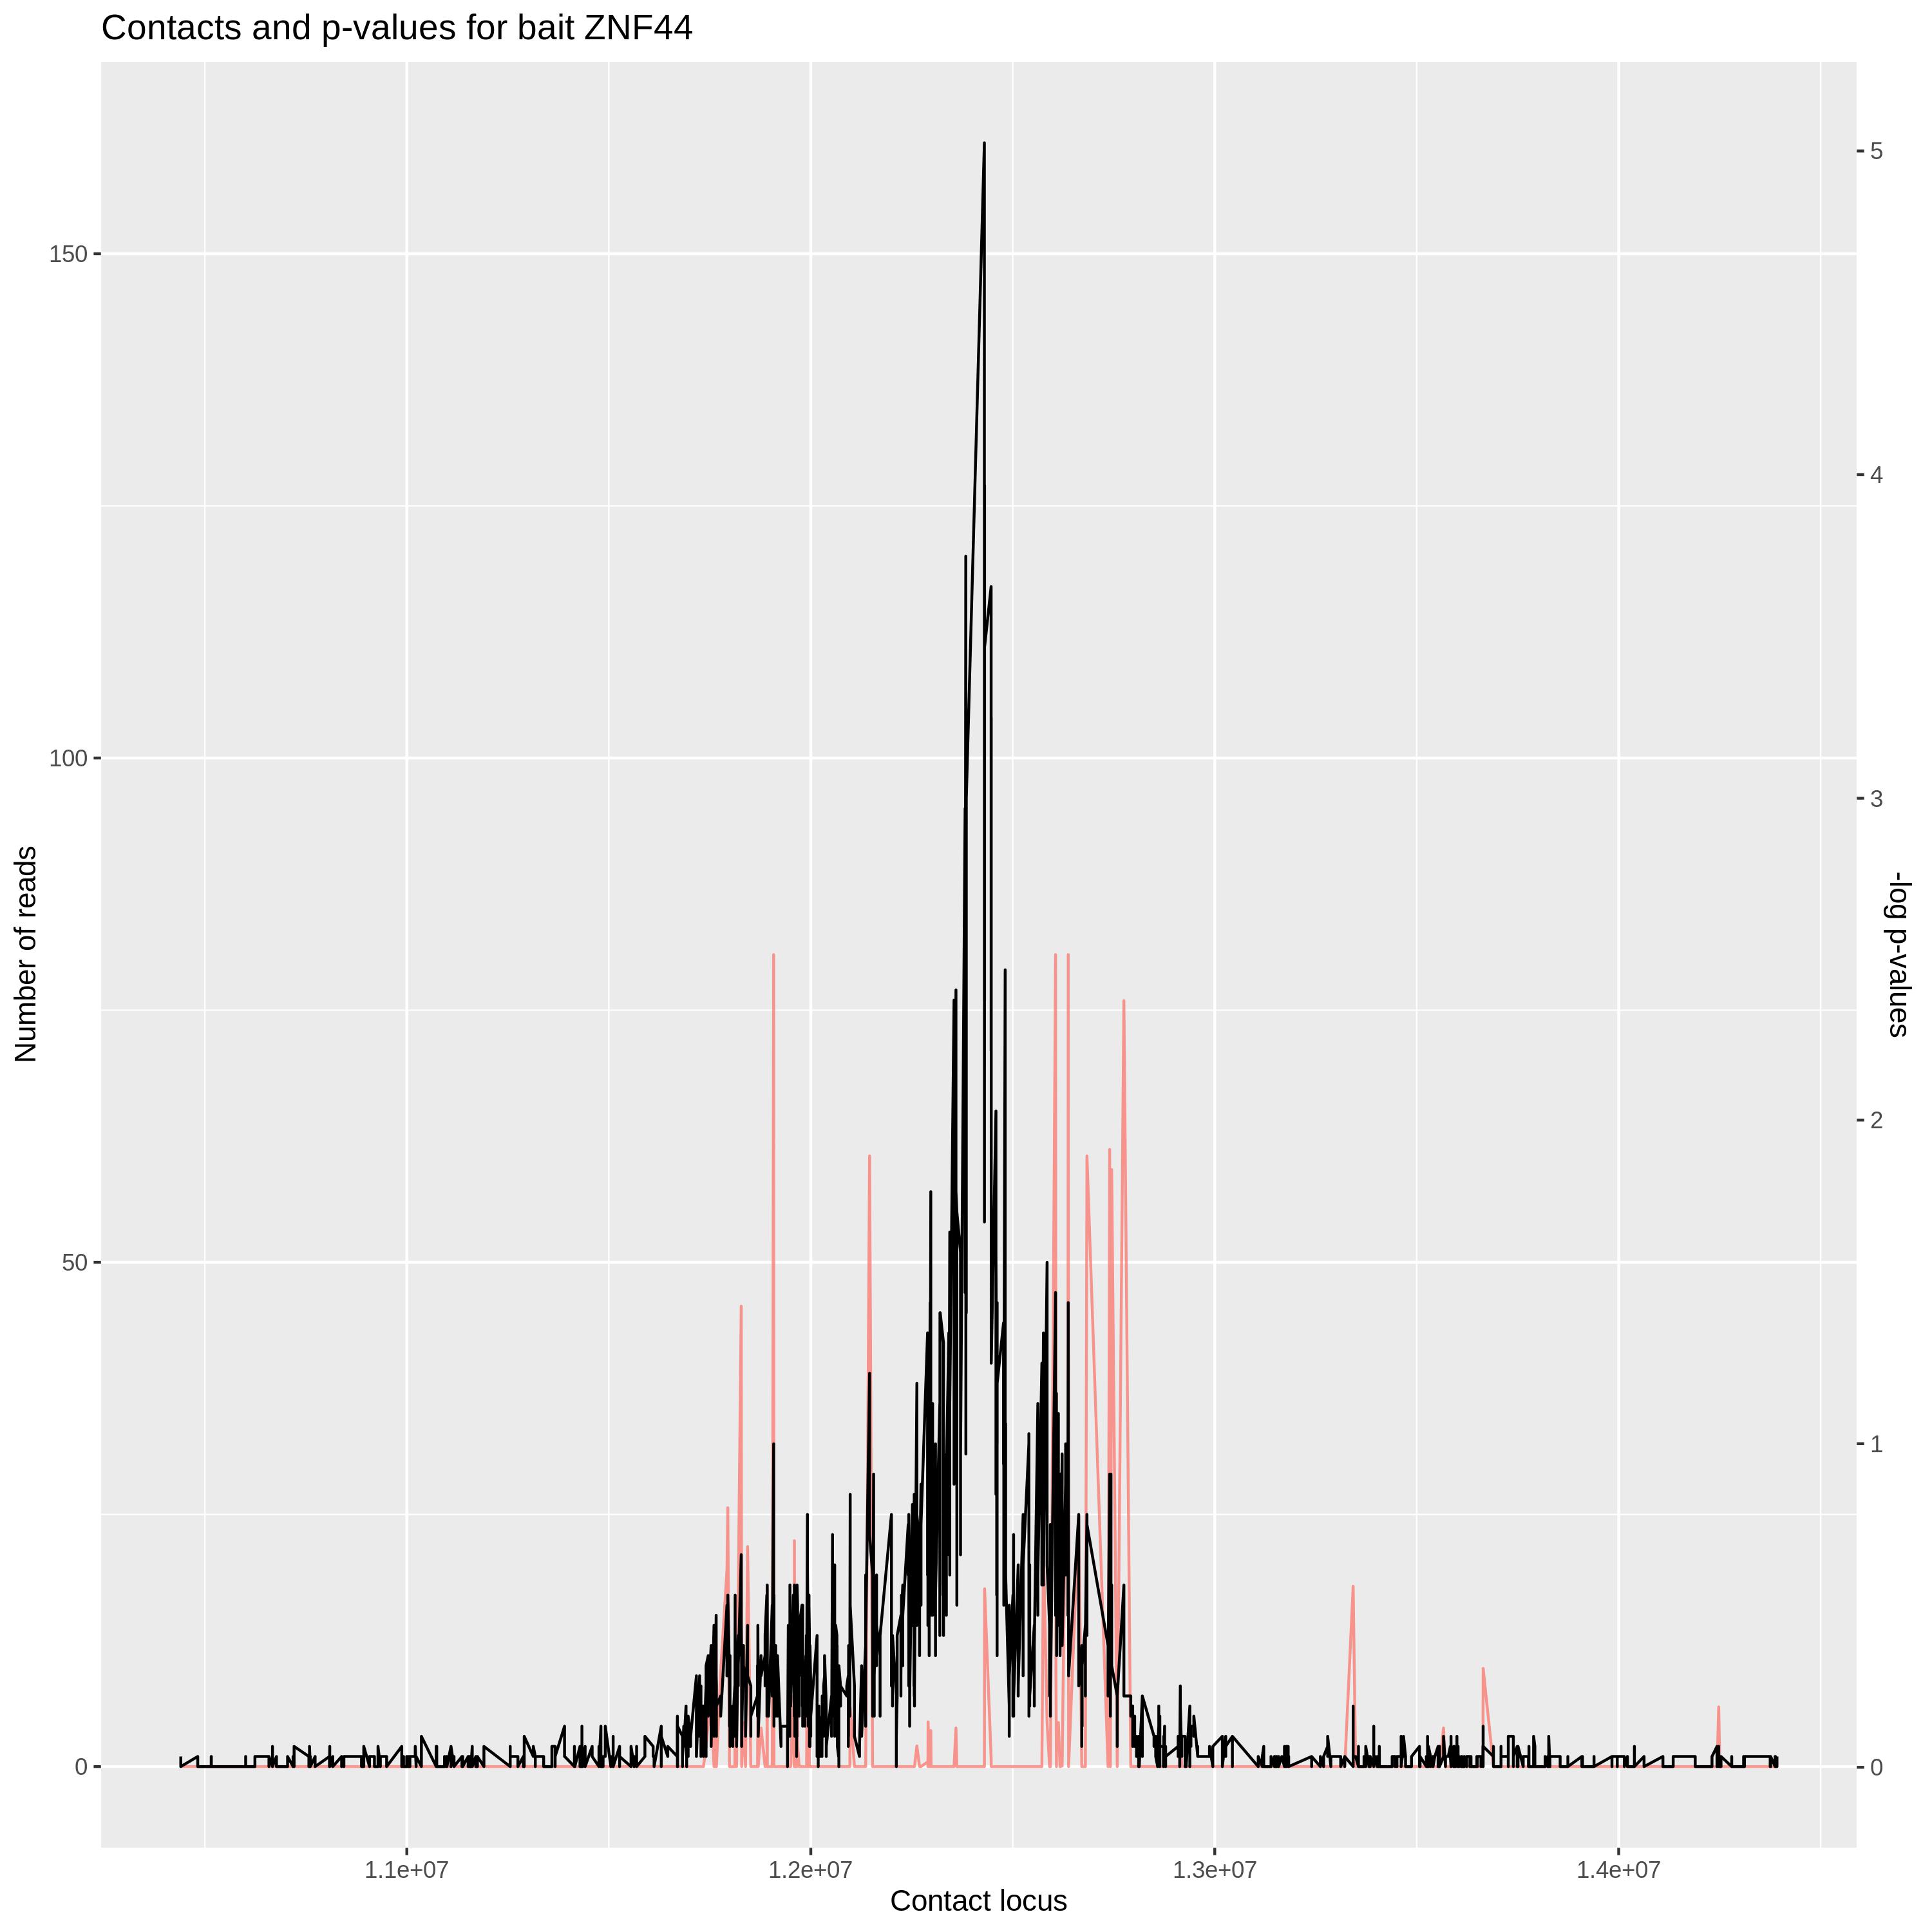 Contacts and p-values for bait ZNF44
150
100
50
0
Number of reads
5
4
3
2
1
0
-log p-values
1.1e+07 1.2e+07 1.3e+07 1.4e+07
Contact locus